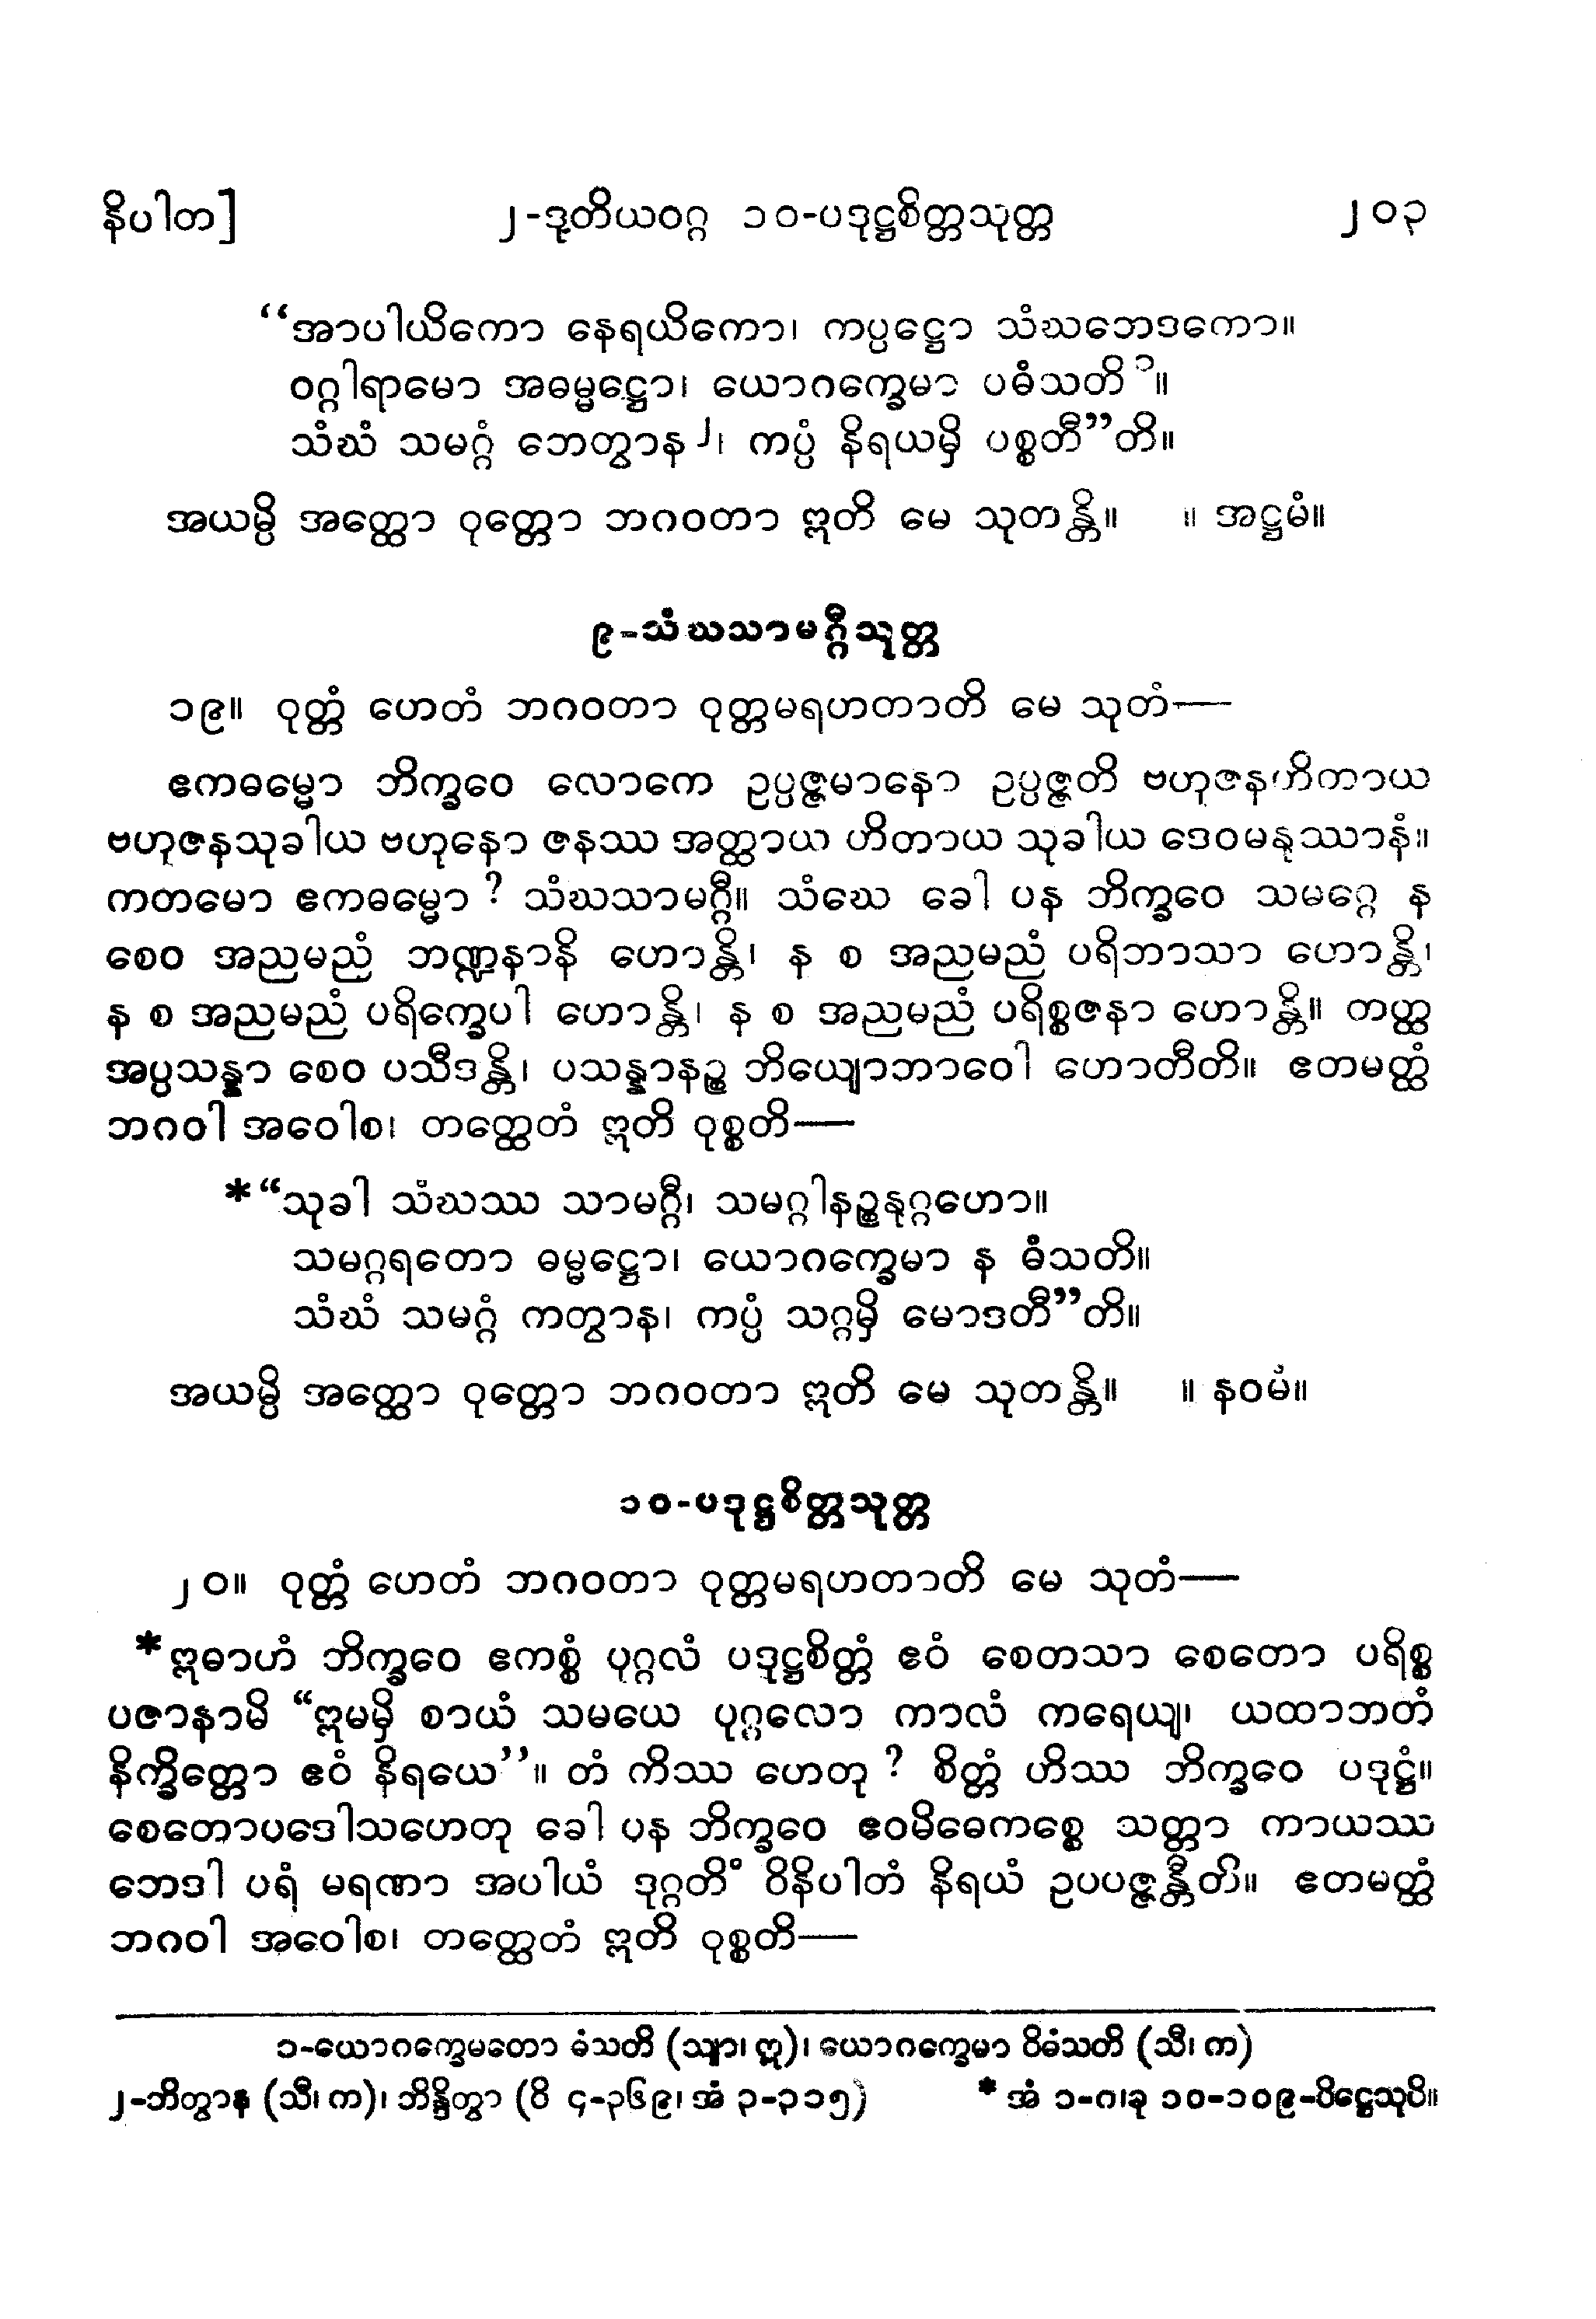 နိပါတ]
၂-ဒုတိယဝဂ္ဂ ၁၀-ပဒုဋ္ဌစိတ္တသုတ္တ
၂၀၃
“အာပါယိကော နေရယိကော၊ ကပ္ပဋ္ဌော သံဃဘေဒကော။
ဝဂ္ဂါရာမော အဓမ္မဋ္ဌော၊ ယောဂက္ခေမာ ပဓံသတိ ၁။
သံဃံ သမဂ္ဂံ ဘေတွာန ၂၊ ကပ္ပံ နိရယမှိ ပစ္စတီ”တိ။
အယမ္ပိ အတ္ထော ဝုတ္တော ဘဂဝတာ ဣတိ မေ သုတန္တိ။ ။ အဋ္ဌမံ။
၉-သံဃသာမဂ္ဂီသုတ္တ
၁၉။ ဝုတ္တံ ဟေတံ ဘဂဝတာ ဝုတ္တမရဟတာတိ မေ သုတံ—
ဧကဓမ္မော ဘိက္ခဝေ လောကေ ဥပ္ပဇ္ဇမာနော ဥပ္ပဇ္ဇတိ ဗဟုဇနဟိတာယ
ဗဟုဇနသုခါယ ဗဟုနော ဇနဿ အတ္ထာယ ဟိတာယ သုခါယ ဒေဝမနုဿာနံ။
ကတမော ဧကဓမ္မော ? သံဃသာမဂ္ဂီ။ သံဃေ ခေါ ပန ဘိက္ခဝေ သမဂ္ဂေ န
စေဝ အညမညံ ဘဏ္ဍနာနိ ဟောန္တိ၊ န စ အညမညံ ပရိဘာသာ ဟောန္တိ၊
န စ အညမညံ ပရိက္ခေပါ ဟောန္တိ၊ န စ အညမညံ ပရိစ္စဇနာ ဟောန္တိ။ တတ္ထ
အပ္ပသန္နာ စေဝ ပသီဒန္တိ၊ ပသန္နာနဉ္စ ဘိယျောဘာဝေါ ဟောတီတိ။ ဧတမတ္ထံ
ဘဂဝါ အဝေါစ၊ တတ္ထေတံ ဣတိ ဝုစ္စတိ—
*“သုခါ သံဃဿ သာမဂ္ဂီ၊ သမဂ္ဂါနဉ္စနုဂ္ဂဟော။
သမဂ္ဂရတော ဓမ္မဋ္ဌော၊ ယောဂက္ခေမာ န ဓံသတိ။
သံဃံ သမဂ္ဂံ ကတွာန၊ ကပ္ပံ သဂ္ဂမှိ မောဒတီ”တိ။
အယမ္ပိ အတ္ထော ဝုတ္တော ဘဂဝတာ ဣတိ မေ သုတန္တိ။ ။ နဝမံ။
၁၀-ပဒုဋ္ဌစိတ္တသုတ္တ
၂၀။ ဝုတ္တံ ဟေတံ ဘဂဝတာ ဝုတ္တမရဟတာတိ မေ သုတံ—
*ဣဓာဟံ ဘိက္ခဝေ ဧကစ္စံ ပုဂ္ဂလံ ပဒုဋ္ဌစိတ္တံ ဧဝံ စေတသာ စေတော ပရိစ္စ
ပဇာနာမိ “ဣမမှိ စာယံ သမယေ ပုဂ္ဂလော ကာလံ ကရေယျ၊ ယထာဘတံ
နိက္ခိတ္တော ဧဝံ နိရယေ”။ တံ ကိဿ ဟေတု ? စိတ္တံ ဟိဿ ဘိက္ခဝေ ပဒုဋ္ဌံ။
စေတောပဒေါသဟေတု ခေါ ပန ဘိက္ခဝေ ဧဝမိဓေကစ္စေ သတ္တာ ကာယဿ
ဘေဒါ ပရံ မရဏာ အပါယံ ဒုဂ္ဂတိံ ဝိနိပါတံ နိရယံ ဥပပဇ္ဇန္တီတိ။ ဧတမတ္ထံ
ဘဂဝါ အဝေါစ၊ တတ္ထေတံ ဣတိ ဝုစ္စတိ—
၁-ယောဂက္ခေမတော ဓံသတိ (သျာ၊ ဣ)၊ ယောဂက္ခေမာ ဝိဓံသတိ (သီ၊ က)
၂-ဘိတွာန (သီ၊ က)၊ ဘိန္ဒိတွာ (ဝိ ၄-၃၆၉၊ အံ ၃-၃၁၅) * အံ ၁-ဂ၊ခု ၁၀-၁၀၉-ပိဋ္ဌေသုပိ။